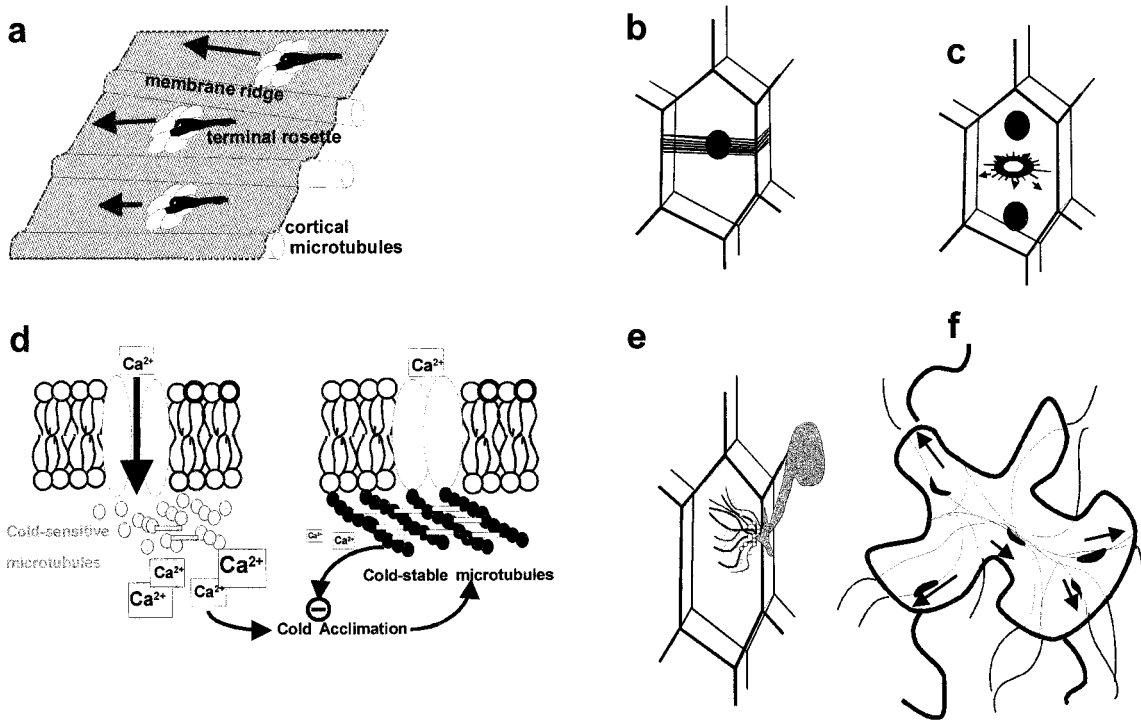 a
membrane ridge
terminal rosette
cortical
microtubules
b
c
d
Ca²⁺
Cold-sensitive
microtubules
Ca²⁺
Ca²⁺
Ca²⁺
Ca²⁺
Ca²⁺
Ca²⁺
Ca²⁺
Cold-stable microtubules
−
Cold Acclimation
e
f